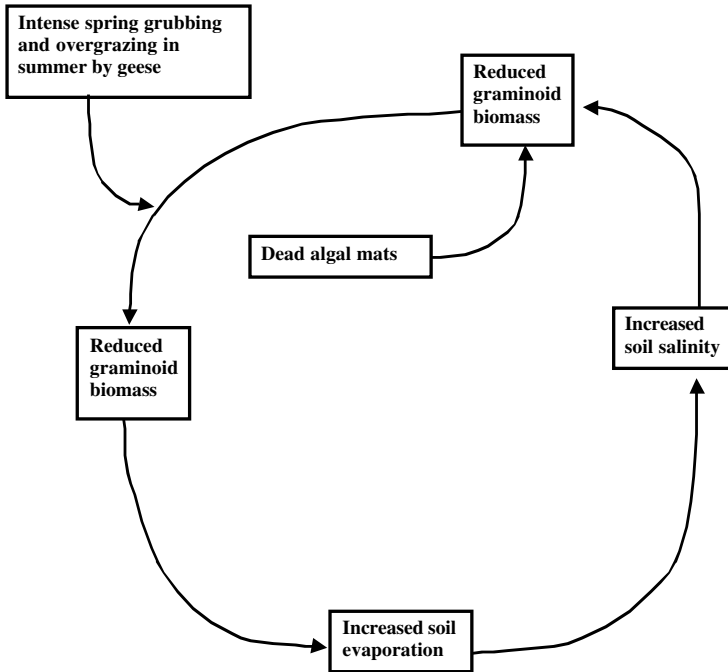 Intense spring grubbing
and overgrazing in
summer by geese
Reduced
graminoid
biomass
Dead algal mats
Increased
soil salinity
Reduced
graminoid
biomass
Increased soil
evaporation